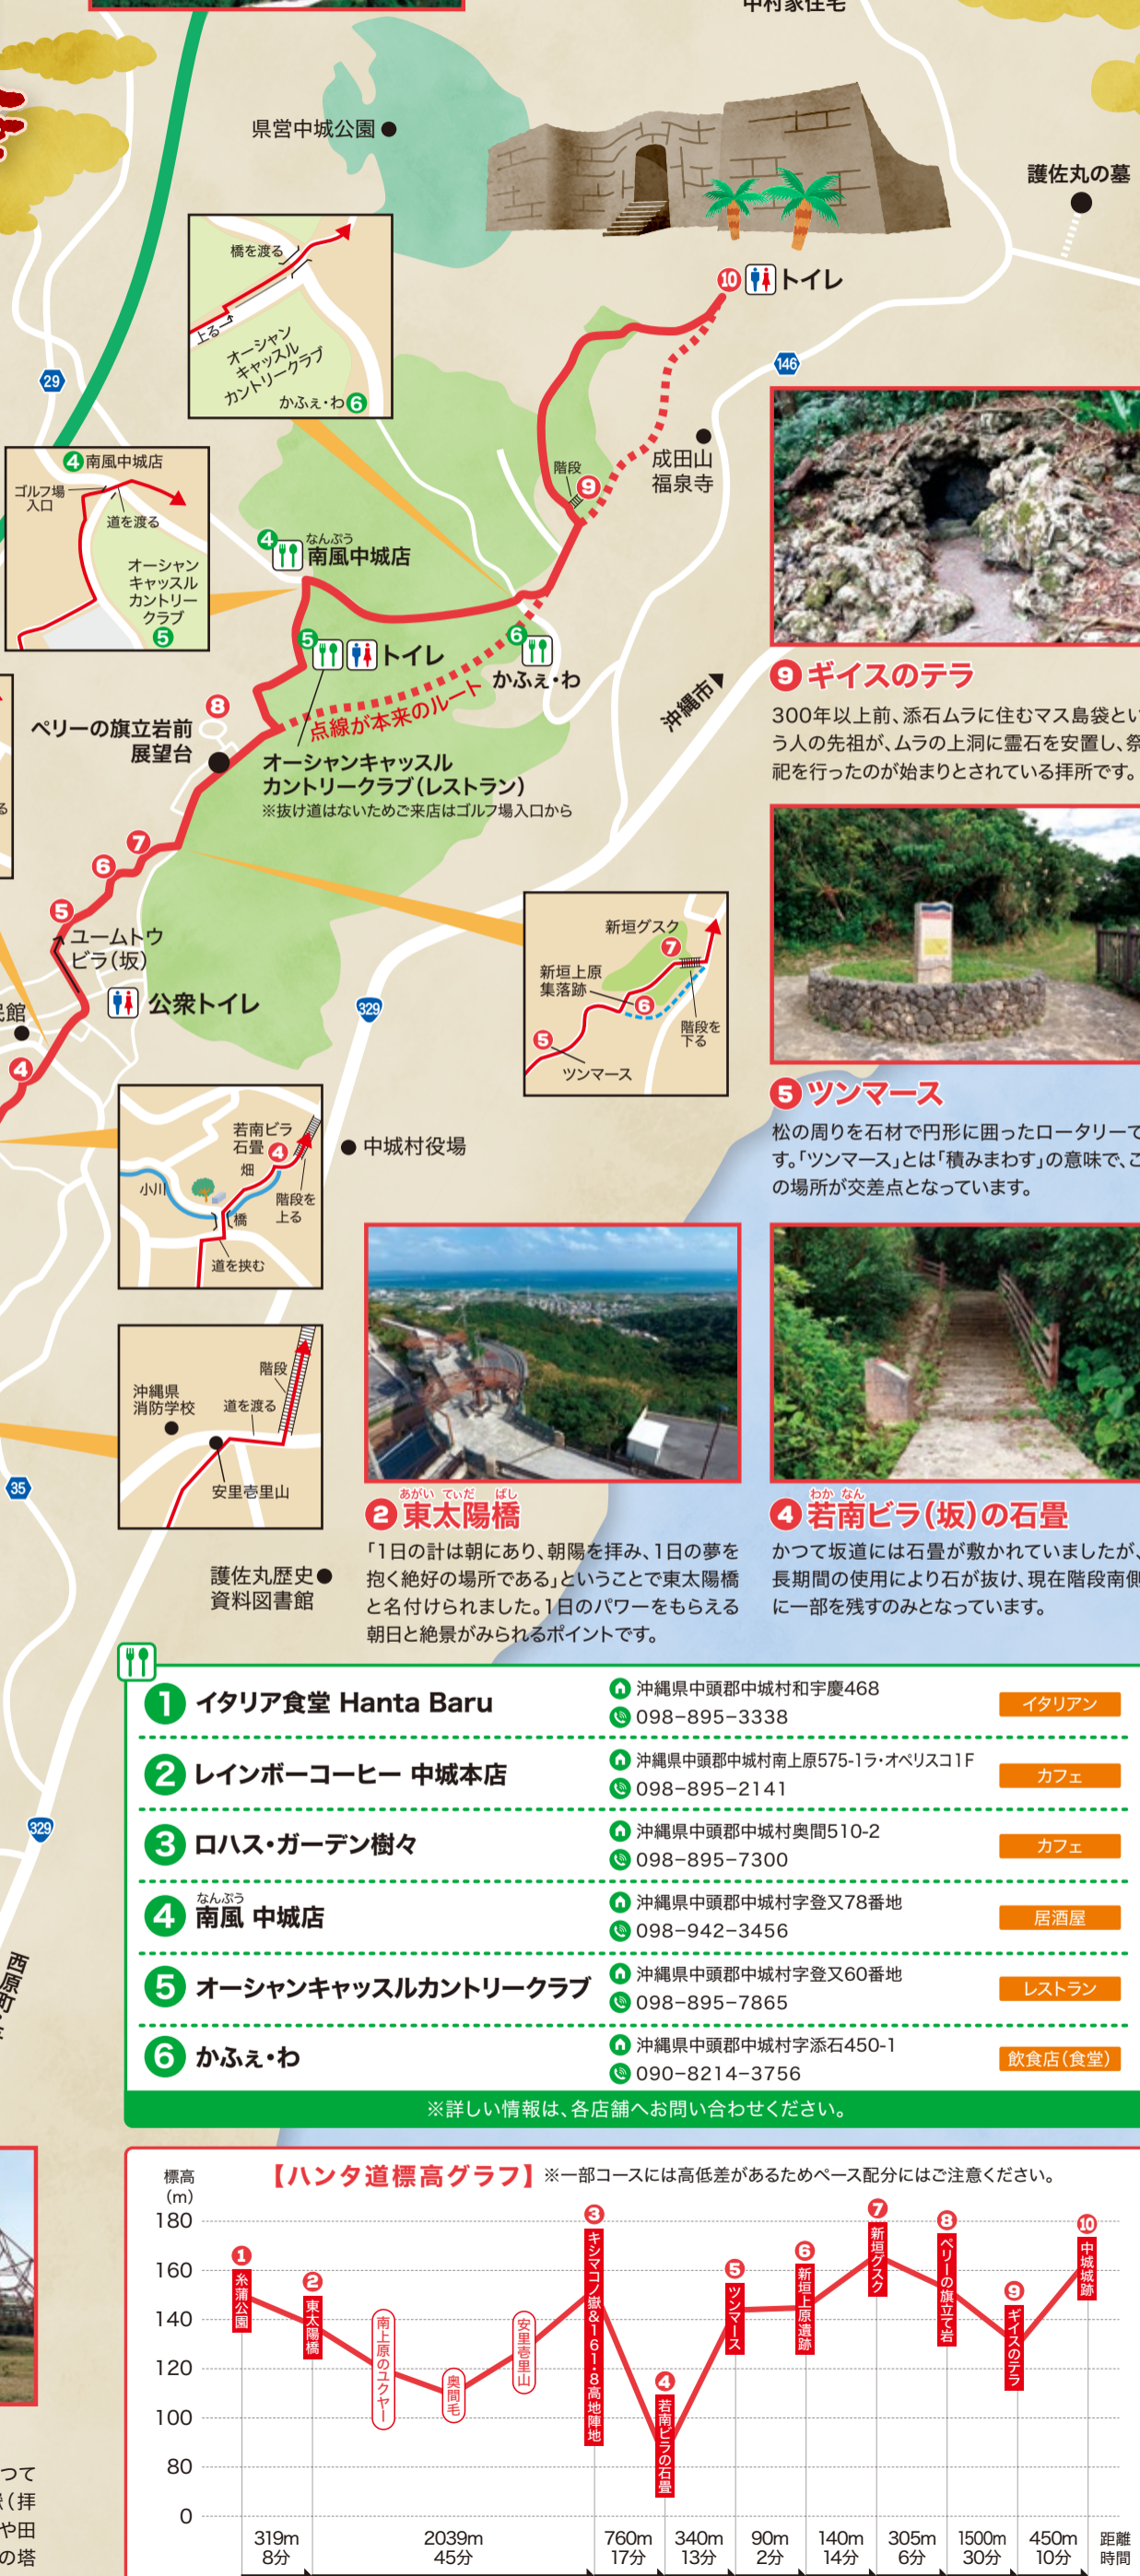 中村家住宅
県営中城公園
護佐丸の墓
橋を渡る
上る
オーシャン
キャッスル
カントリークラブ
かふぇ・わ6
10 トイレ
29
146
4 南風中城店
ゴルフ場
入口
道を渡る
オーシャン
キャッスル
カントリー
クラブ
5
階段
9
成田山
福泉寺
4
なんぷう
南風中城店
5 トイレ
6
かふぇ・わ
点線が本来のルート
沖縄市
8
ペリーの旗立岩前
展望台
オーシャンキャッスル
カントリークラブ(レストラン)
※抜け道はないためご来店はゴルフ場入口から
9 ギイスのテラ
300年以上前、添石ムラに住むマス島袋とい
う人の先祖が、ムラの上洞に霊石を安置し、祭
祀を行ったのが始まりとされている拝所です。
る
7
6
5
ユームトウ
ビラ(坂)
公衆トイレ
民館
4
329
新垣グスク
7
新垣上原
集落跡
6
5
階段を
下る
ツンマース
5 ツンマース
松の周りを石材で円形に囲ったロータリーで
す。「ツンマース」とは「積みまわす」の意味で、こ
の場所が交差点となっています。
若南ビラ
石畳 4
畑
小川
階段を
上る
橋
道を挟む
中城村役場
階段
沖縄県
消防学校
道を渡る
安里壱里山
35
護佐丸歴史
資料図書館
あがい てぃだ ばし
2 東太陽橋
「1日の計は朝にあり、朝陽を拝み、1日の夢を
抱く絶好の場所である」ということで東太陽橋
と名付けられました。1日のパワーをもらえる
朝日と絶景がみられるポイントです。
わか なん
4 若南ビラ(坂)の石畳
かつて坂道には石畳が敷かれていましたが、
長期間の使用により石が抜け、現在階段南側
に一部を残すのみとなっています。
329
西原町
1 イタリア食堂 Hanta Baru
沖縄県中頭郡中城村和宇慶468
098-895-3338
イタリアン
2 レインボーコーヒー 中城本店
沖縄県中頭郡中城村南上原575-1ラ・オペリスコ1F
098-895-2141
カフェ
3 ロハス・ガーデン樹々
沖縄県中頭郡中城村奥間510-2
098-895-7300
カフェ
なんぷう
4 南風 中城店
沖縄県中頭郡中城村字登又78番地
098-942-3456
居酒屋
5 オーシャンキャッスルカントリークラブ
沖縄県中頭郡中城村字登又60番地
098-895-7865
レストラン
6 かふぇ・わ
沖縄県中頭郡中城村字添石450-1
090-8214-3756
飲食店(食堂)
※詳しい情報は、各店舗へお問い合わせください。
【ハンタ道標高グラフ】※一部コースには高低差があるためペース配分にはご注意ください。
標高
(m)
180
160
140
120
100
80
0
1 糸蒲公園
2 東太陽橋
南上原のユクヤー
奥間毛
安里壱里山
3 キシマコノ嶽&161・8高地陣地
4 若南ビラの石畳
5 ツンマース
6 新垣上原遺跡
7 新垣グスク
8 ペリーの旗立て岩
9 ギイスのテラ
10 中城城跡
319m 2039m 760m 340m 90m 140m 305m 1500m 450m 距離
8分 45分 17分 13分 2分 14分 6分 30分 10分 時間
つて
(拝
や田
の塔